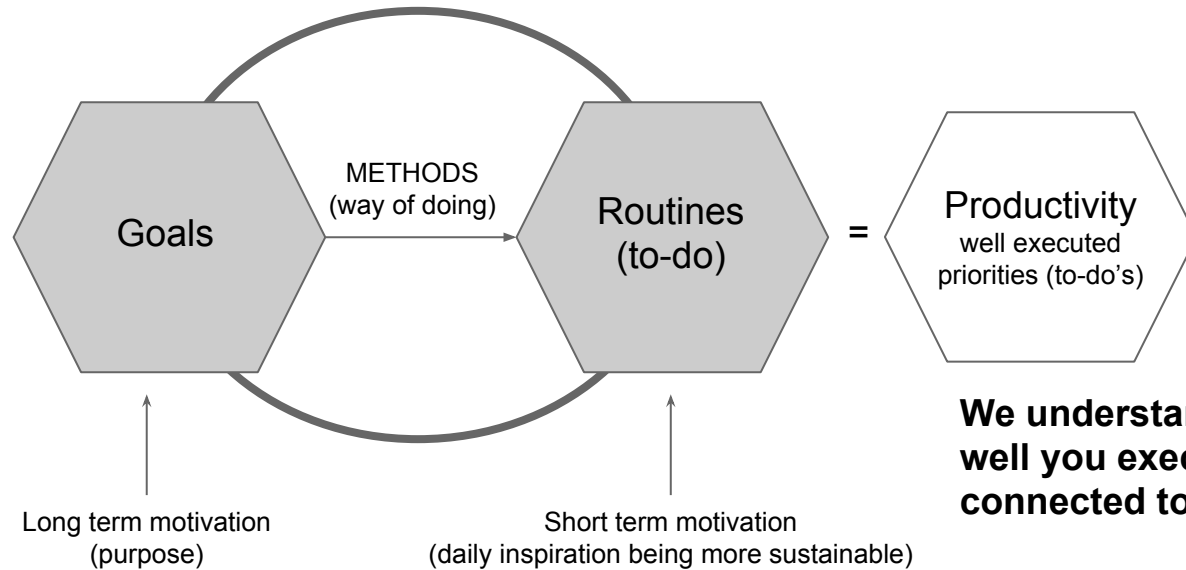 METHODS
(way of doing)
Goals
Routines
(to-do)
=
Productivity
well executed
priorities (to-do's)
We understa
well you exec
connected to
Long term motivation
(purpose)
Short term motivation
(daily inspiration being more sustainable)